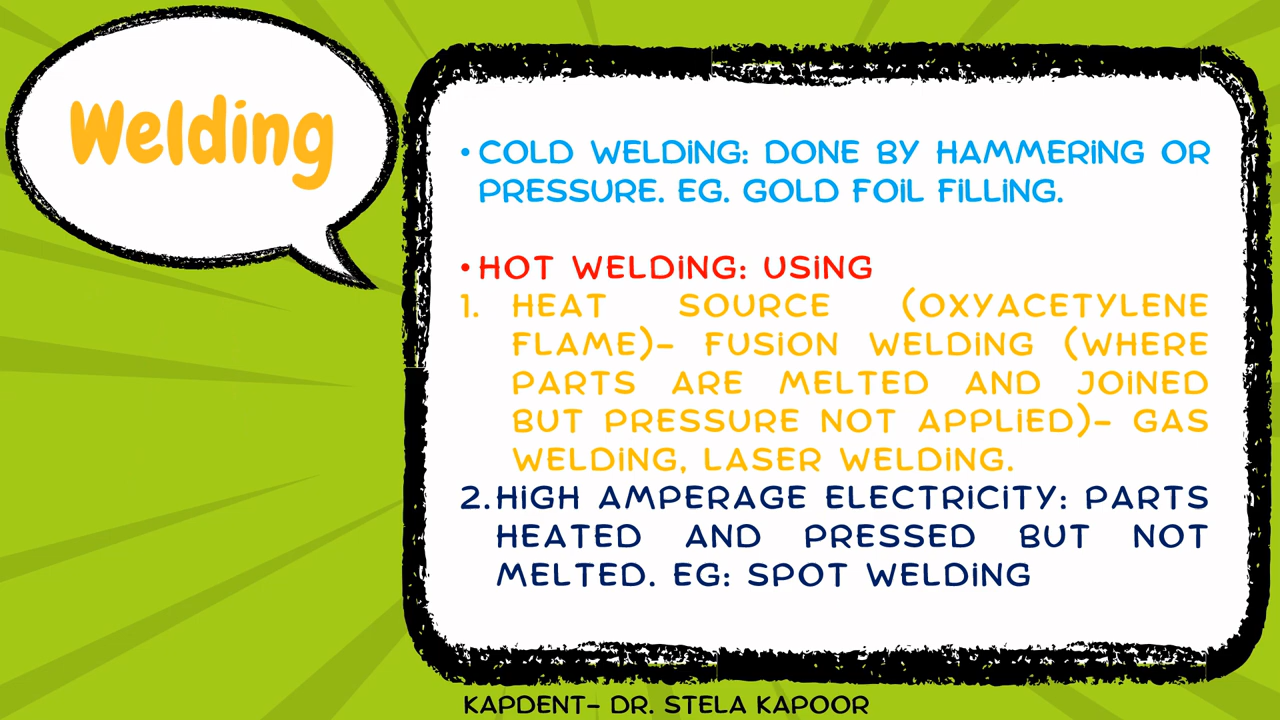 Welding
• COLD WELDING: DONE BY HAMMERING OR
PRESSURE. EG. GOLD FOIL FILLING.
• HOT WELDING: USING
1. HEAT SOURCE (OXYACETYLENE
FLAME)- FUSION WELDING (WHERE
PARTS ARE MELTED AND JOINED
BUT PRESSURE NOT APPLIED)- GAS
WELDING, LASER WELDING.
2. HIGH AMPERAGE ELECTRICITY: PARTS
HEATED AND PRESSED BUT NOT
MELTED. EG: SPOT WELDING
KAPDENT- DR. STELA KAPOOR